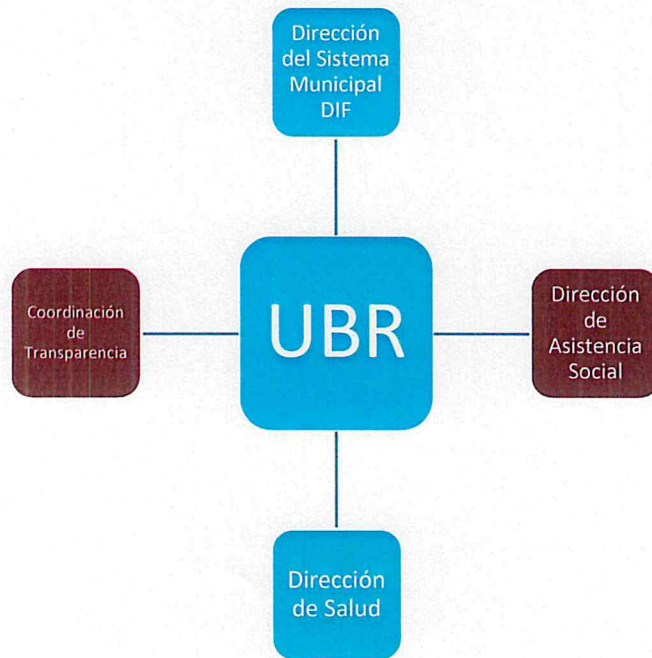 Dirección
del Sistema
Municipal
DIF
Coordinación
de
Transparencia
UBR
Dirección
de
Asistencia
Social
Dirección
de Salud